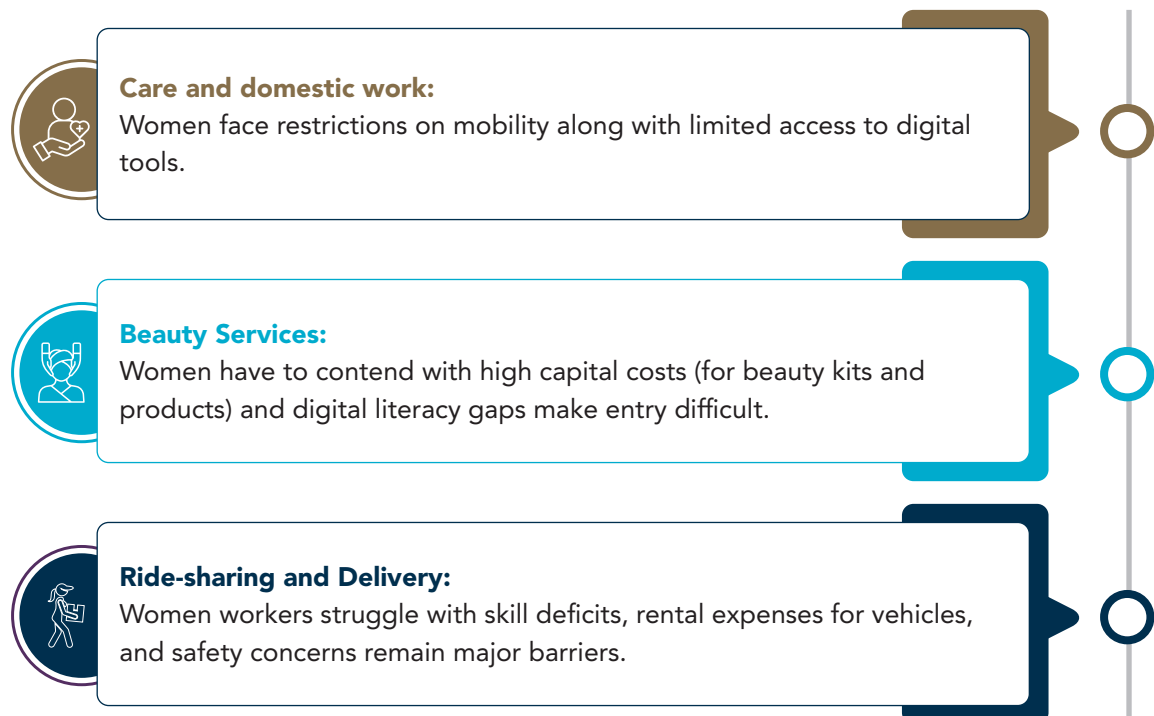 Care and domestic work:
Women face restrictions on mobility along with limited access to digital
tools.
Beauty Services:
Women have to contend with high capital costs (for beauty kits and
products) and digital literacy gaps make entry difficult.
Ride-sharing and Delivery:
Women workers struggle with skill deficits, rental expenses for vehicles,
and safety concerns remain major barriers.